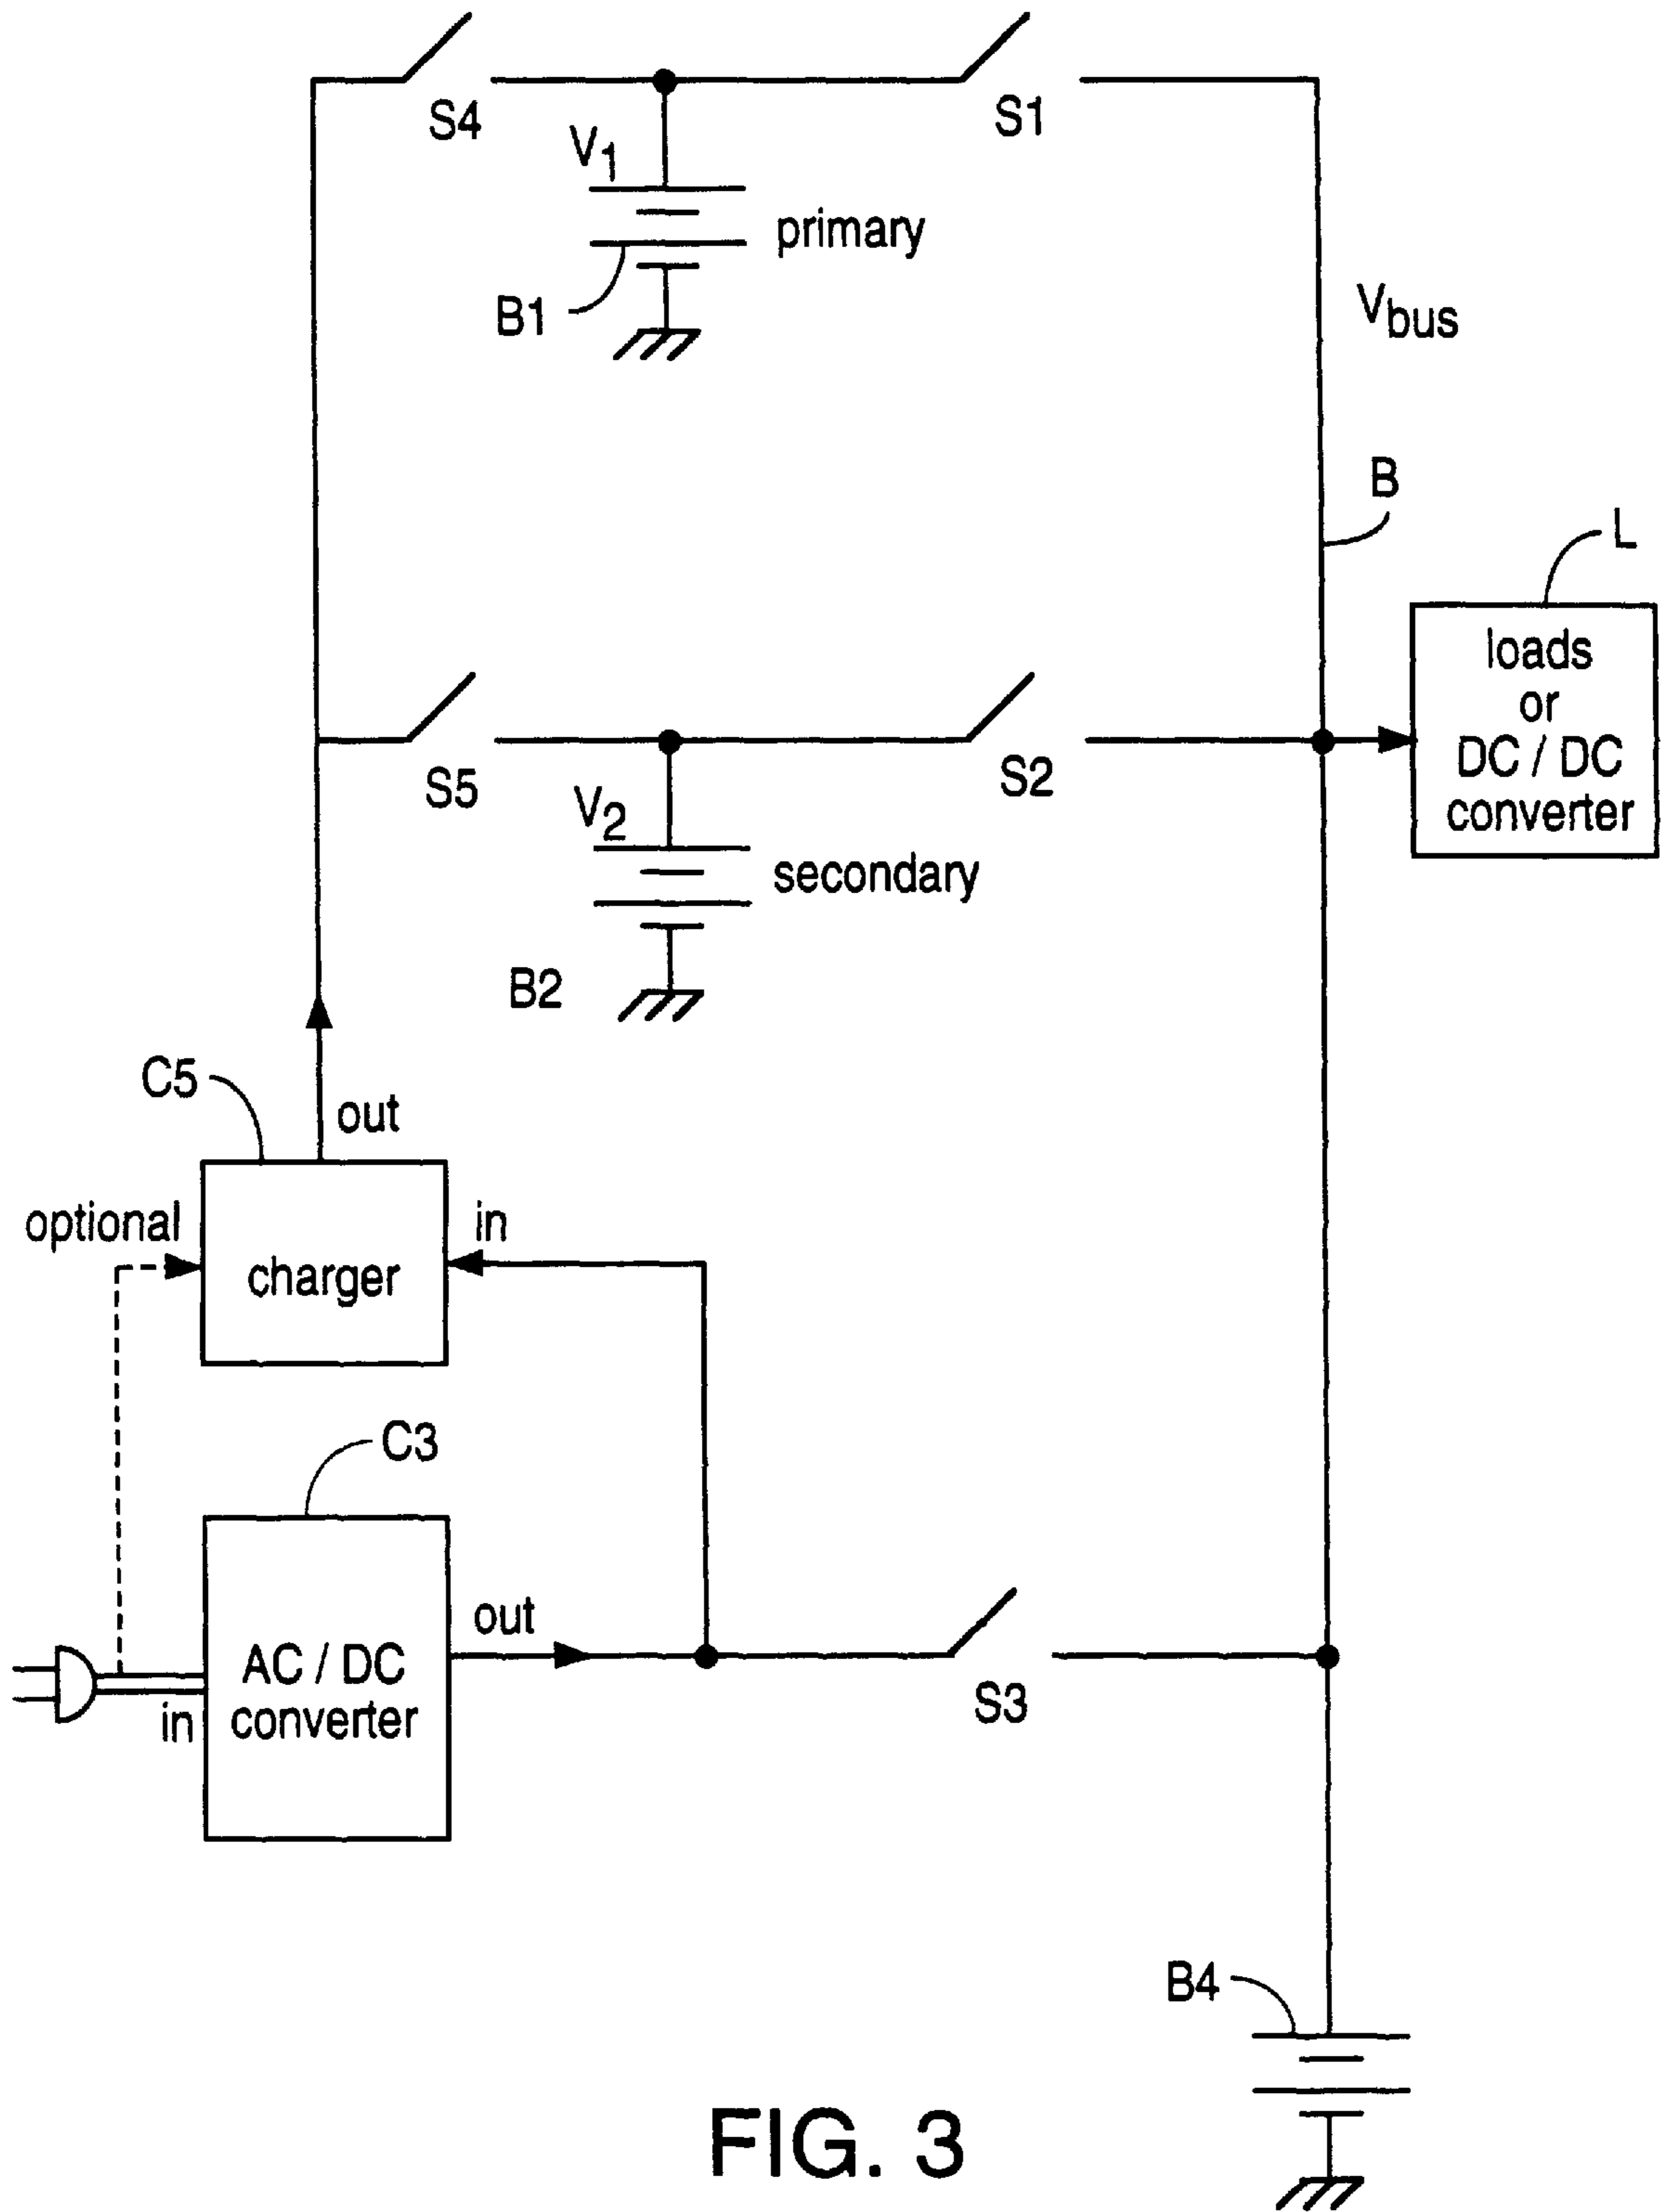 S4
S1
V1
primary
B1
Vbus
B
L
loads
or
DC / DC
converter
S5
S2
V2
secondary
B2
C5
out
optional
in
charger
C3
out
AC / DC
converter
in
S3
B4
FIG. 3